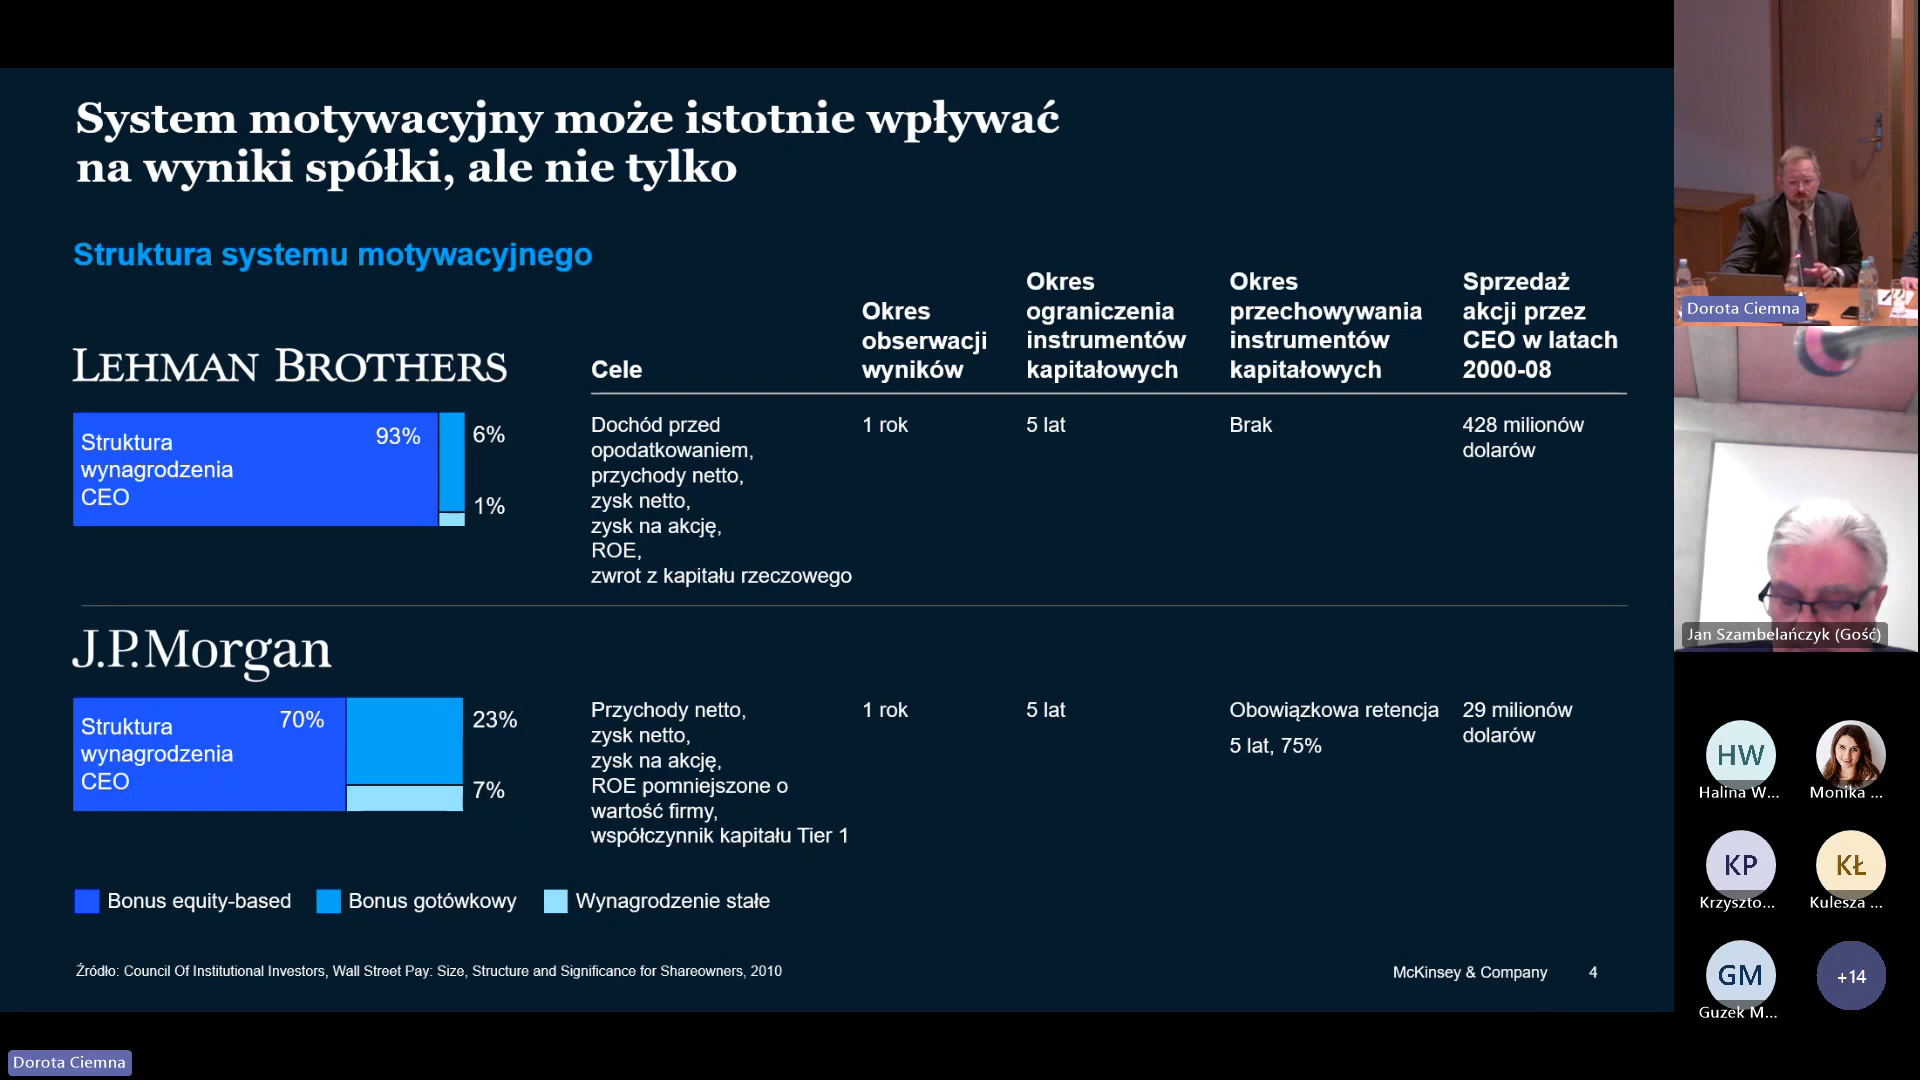 System motywacyjny może istotnie wpływać
na wyniki spółki, ale nie tylko
Struktura systemu motywacyjnego
LEHMAN BROTHERS
Cele
Okres
obserwacji
wyników
Okres
ograniczenia
instrumentów
kapitałowych
Okres
przechowywania
instrumentów
kapitałowych
Sprzedaż
akcji przez
CEO w latach
2000-08
Struktura
wynagrodzenia
CEO
93%
6%
1%
Dochód przed
opodatkowaniem,
przychody netto,
zysk netto,
zysk na akcję,
ROE,
zwrot z kapitału rzeczowego
1 rok
5 lat
Brak
428 milionów
dolarów
J.P.Morgan
Struktura
wynagrodzenia
CEO
70%
23%
7%
Przychody netto,
zysk netto,
zysk na akcję,
ROE pomniejszone o
wartość firmy,
współczynnik kapitału Tier 1
1 rok
5 lat
Obowiązkowa retencja
5 lat, 75%
29 milionów
dolarów
Bonus equity-based
Bonus gotówkowy
Wynagrodzenie stałe
Źródło: Council Of Institutional Investors, Wall Street Pay: Size, Structure and Significance for Shareowners, 2010
McKinsey & Company
4
Dorota Ciemna
Dorota Ciemna
Jan Szambelańczyk (Gość)
HW
Halina W...
Monika ...
KP
Krzyszto...
KŁ
Kulesza ...
GM
Guzek M...
+14